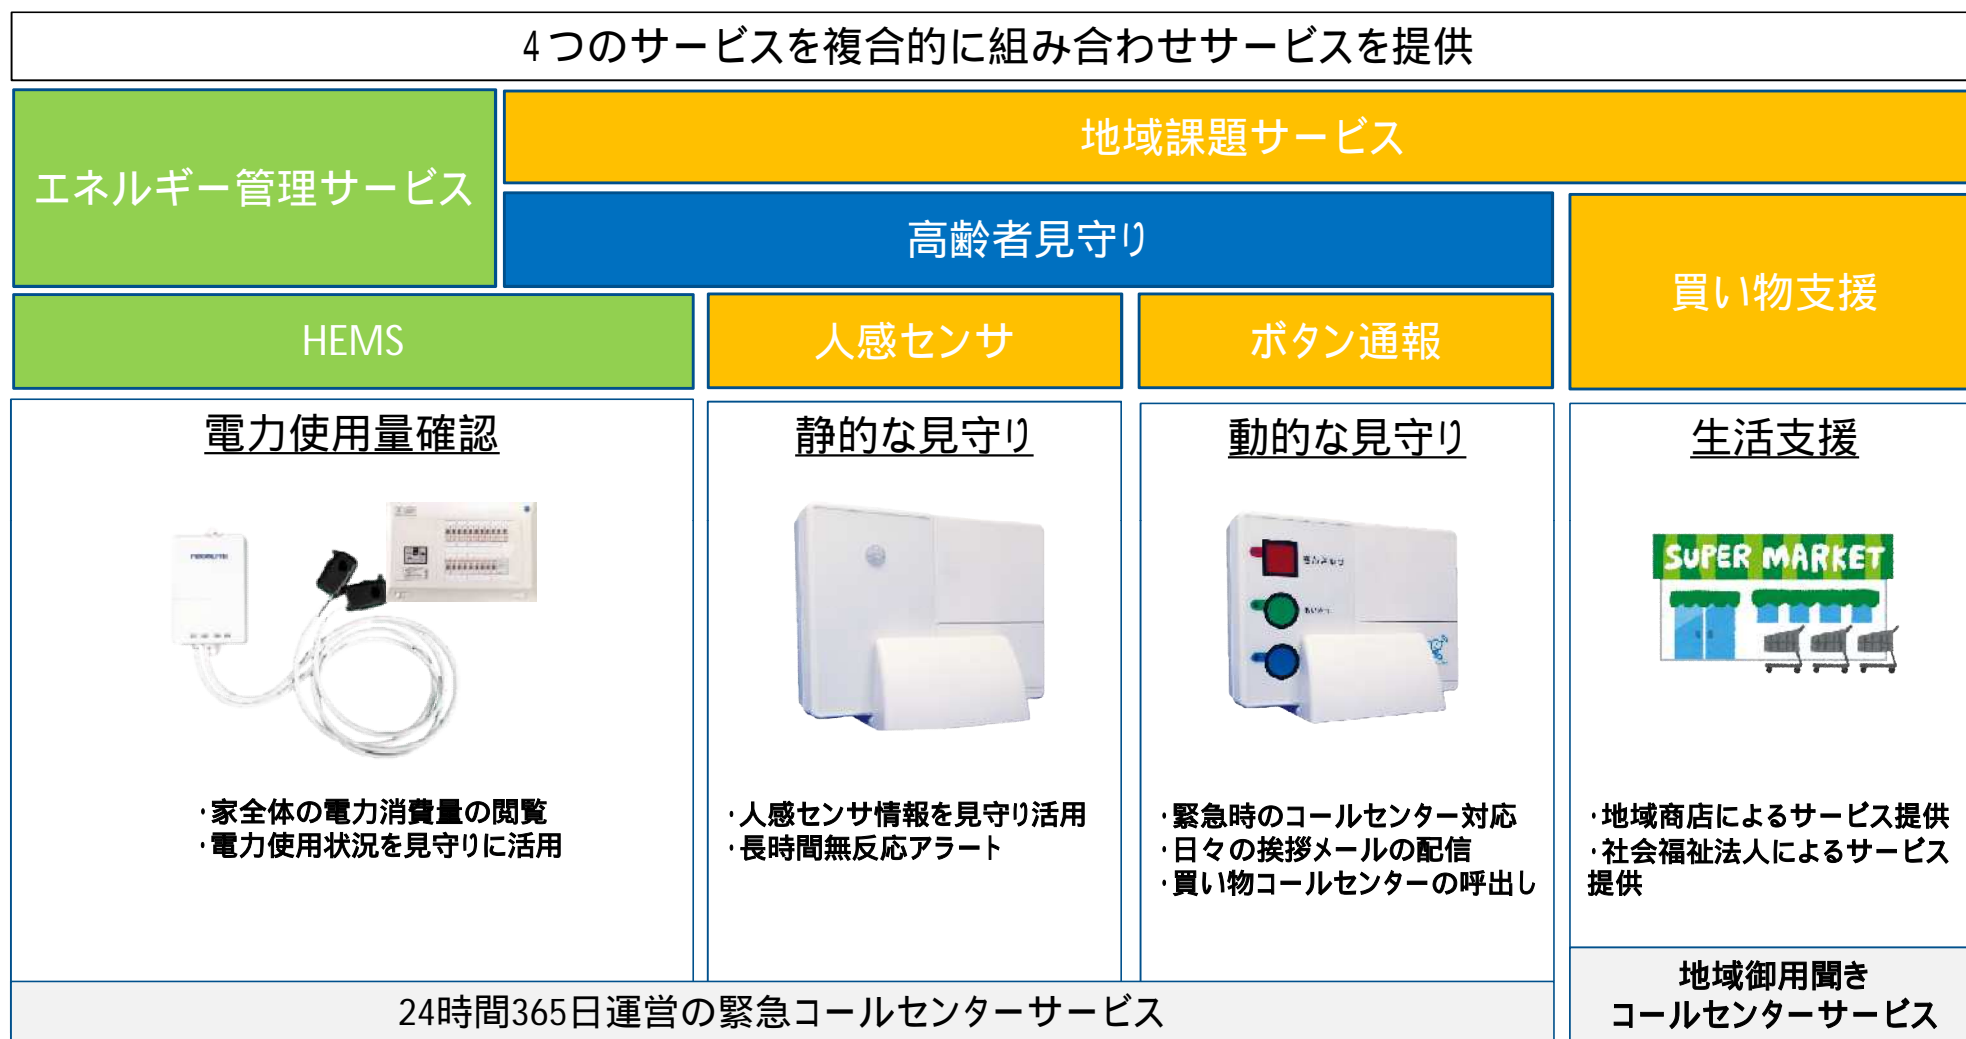 4つのサービスを複合的に組み合わせサービスを提供
エネルギー管理サービス
地域課題サービス
高齢者見守り
買い物支援
HEMS
人感センサ
ボタン通報
電力使用量確認
・家全体の電力消費量の閲覧
・電力使用状況を見守りに活用
静的な見守り
・人感センサ情報を見守り活用
・長時間無反応アラート
動的な見守り
・緊急時のコールセンター対応
・日々の挨拶メールの配信
・買い物コールセンターの呼出し
生活支援
SUPER MARKET
・地域商店によるサービス提供
・社会福祉法人によるサービス
提供
24時間365日運営の緊急コールセンターサービス
地域御用聞き
コールセンターサービス